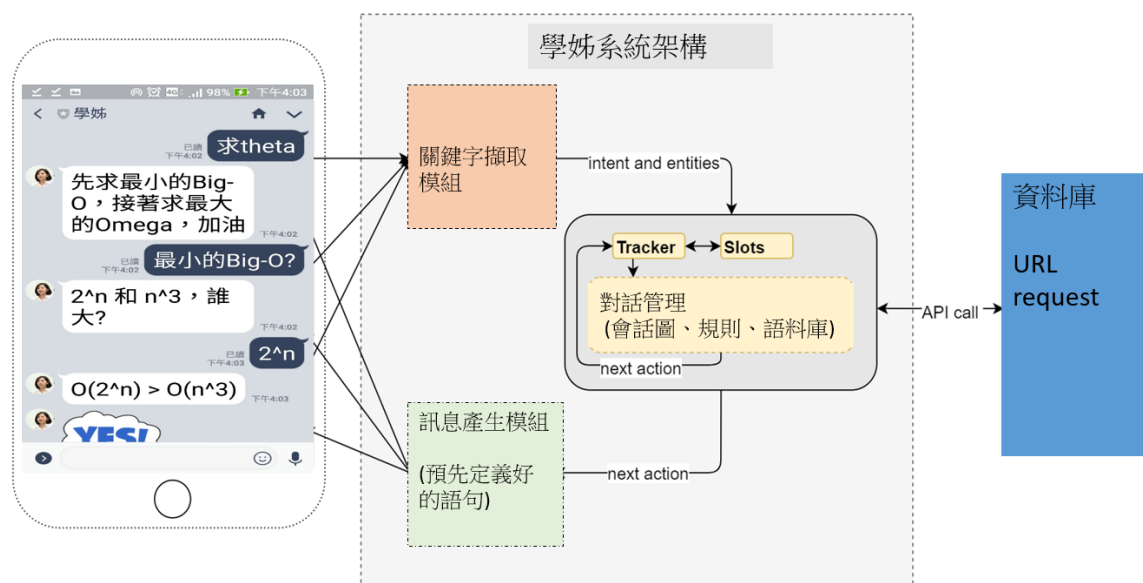 學姊系統架構
98% 下午4:03
學姊
已讀
下午4:02
求theta
先求最小的Big-
O，接著求最大
的Omega，加油
下午4:02
已讀
下午4:02
最小的Big-O?
2^n 和 n^3，誰
大?
下午4:02
已讀
下午4:03
2^n
O(2^n) > O(n^3)
下午4:03
YES!
關鍵字擷取
模組
intent and entities
Tracker
Slots
對話管理
(會話圖、規則、語料庫)
next action
訊息產生模組
(預先定義好
的語句)
next action
API call
資料庫
URL
request